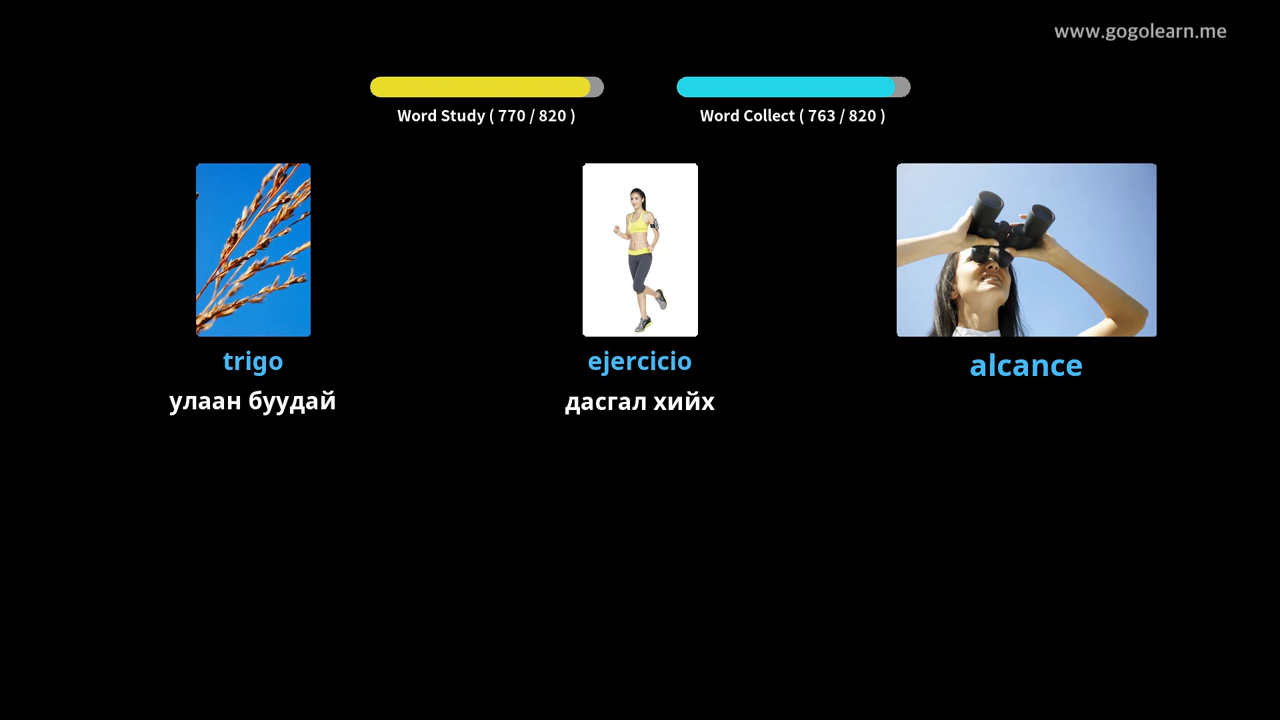 www.gogolearn.me
Word Study ( 770 / 820 )
Word Collect ( 763 / 820 )
trigo
ejercicio
alcance
улаан буудай
дасгал хийх